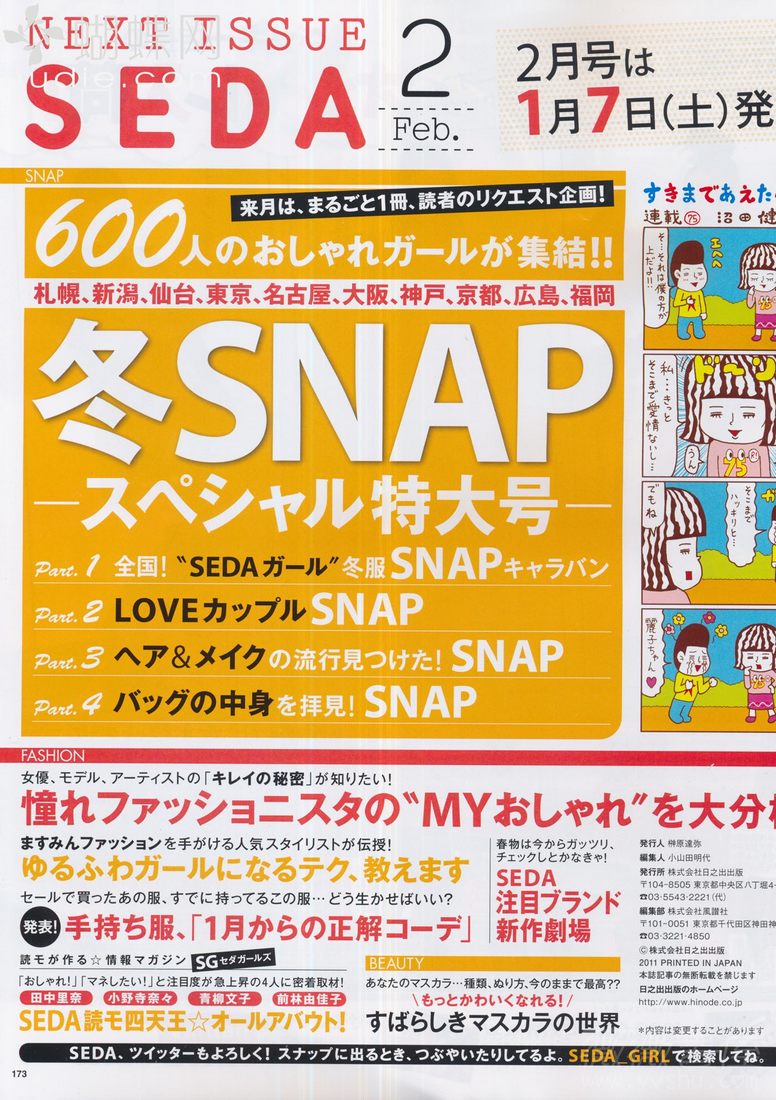 NEXT ISSUE
SEDA
2
Feb.
2月号は
1月7日(土)発
蝴蝶网
udie.com
SNAP
来月は、まるごと1冊、読者のリクエスト企画!
600人のおしゃれガールが集結!!
札幌、新潟、仙台、東京、名古屋、大阪、神戸、京都、広島、福岡
冬SNAP
—スペシャル特大号—
Part.1 全国!“SEDAガール”冬服SNAPキャラバン
Part.2 LOVEカップルSNAP
Part.3 ヘア&メイクの流行見つけた!SNAP
Part.4 バッグの中身を拝見!SNAP
すきまであえた
連載75 沼田健
エヘヘ
そ…それは僕の方が上だよ!!
ドーン
私…きっとそこまで愛情ないし…
うん
75
そこまでハッキリと…
でもね
麗子ちゃん♥
FASHION
女優、モデル、アーティストの「キレイの秘密」が知りたい!
憧れファッショニスタの“MYおしゃれ”を大分析
ますみんファッションを手がける人気スタイリストが伝授!
ゆるふわガールになるテク、教えます
セールで買ったあの服、すでに持ってるこの服…どう生かせばいい?
発表!手持ち服、「1月からの正解コーデ」
春物は今からガッツリ、
チェックしとかなきゃ!
SEDA
注目ブランド
新作劇場
読モが作る☆情報マガジン SG セダガールズ
「おしゃれ!」「マネしたい!」と注目度が急上昇の4人に密着取材!
田中里奈 小野寺奈々 青柳文子 前林由佳子
SEDA読モ四天王☆オールアバウト!
BEAUTY
あなたのマスカラ…種類、ぬり方、今のままで最高??
\もっとかわいくなれる!/
すばらしきマスカラの世界
発行人 榊原達弥
編集人 小山田明代
発行所 株式会社日之出出版
〒104-8505 東京都中央区八丁堀4-
☎03-5543-2221(代)
編集部 株式会社風讃社
〒101-0051 東京都千代田区神田神
☎03-3221-4850
©株式会社日之出出版
2011 PRINTED IN JAPAN
本誌記事の無断転載を禁じます
日之出出版のホームページ
http://www.hinode.co.jp
*内容は変更することがあります
SEDA、ツイッターもよろしく!スナップに出るとき、つぶやいたりしてるよ。SEDA_GIRLで検索してね。
173